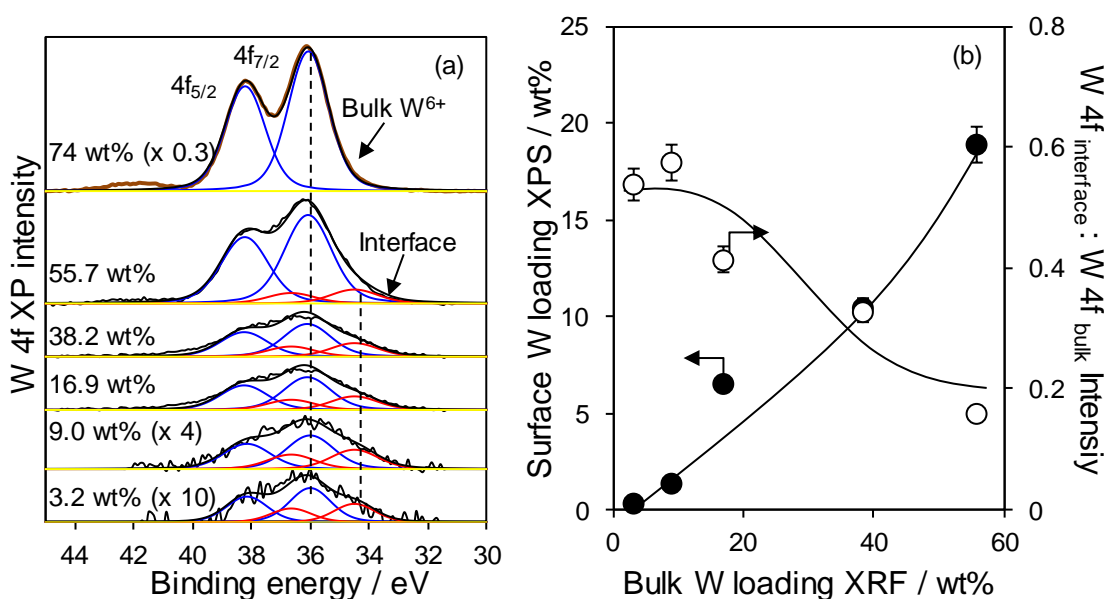 (a)
4f7/2
4f5/2
Bulk W6+
74 wt% (x 0.3)
Interface
55.7 wt%
38.2 wt%
16.9 wt%
9.0 wt% (x 4)
3.2 wt% (x 10)
W 4f XP intensity
44 42 40 38 36 34 32 30
Binding energy / eV
(b)
25
20
15
10
5
0
Surface W loading XPS / wt%
0.8
0.6
0.4
0.2
0
W 4f interface : W 4f bulk Intensiy
0 20 40 60
Bulk W loading XRF / wt%